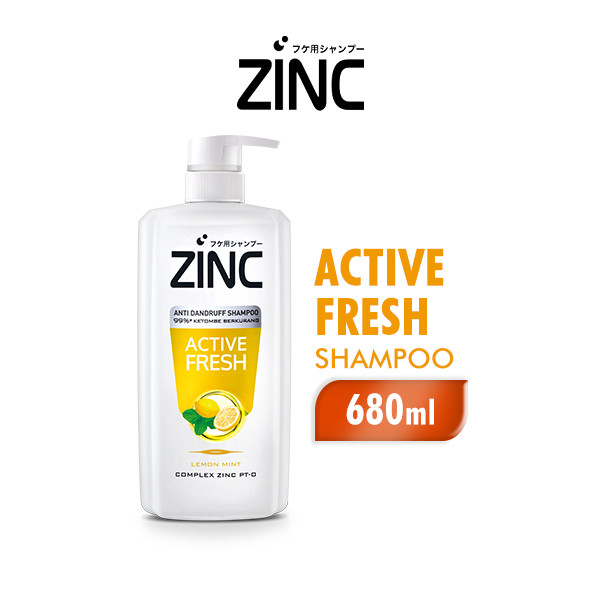 フケ用シャンプー
ZINC
フケ用シャンプー
ZINC
ANTI DANDRUFF SHAMPOO
99%* KETOMBE BERKURANG
ACTIVE
FRESH
LEMON MINT
COMPLEX ZINC PT-O
ACTIVE
FRESH
SHAMPOO
680ml